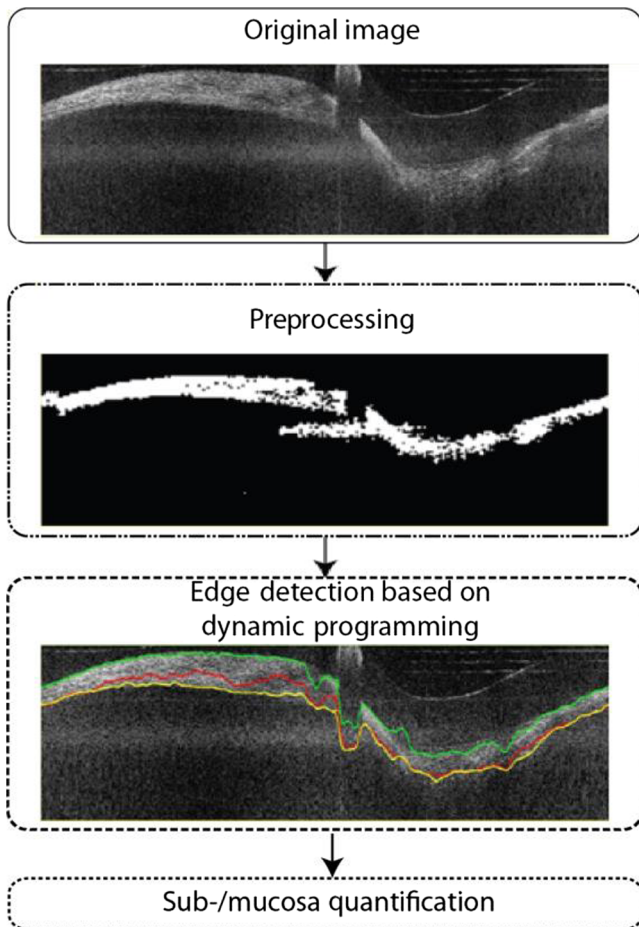 Original image
Preprocessing
Edge detection based on
dynamic programming
Sub-/mucosa quantification